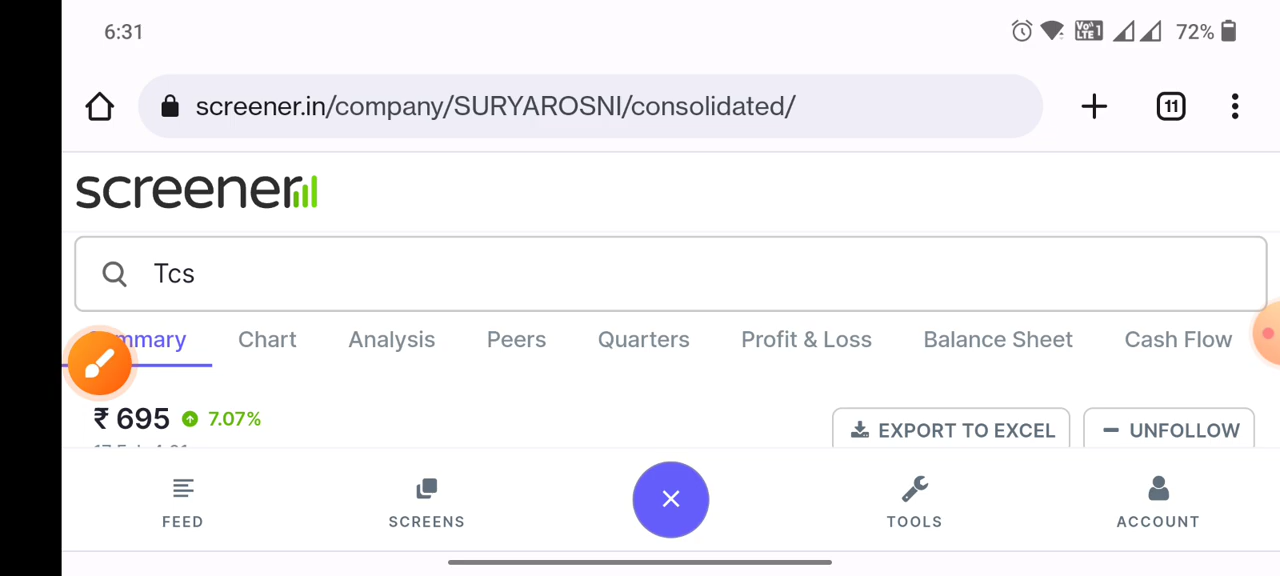 6:31
VoLTE1 72%
screener.in/company/SURYAROSNI/consolidated/
11
screener
Tcs
Chart Analysis Peers Quarters Profit & Loss Balance Sheet Cash Flow
₹ 695 7.07%
EXPORT TO EXCEL UNFOLLOW
FEED SCREENS TOOLS ACCOUNT